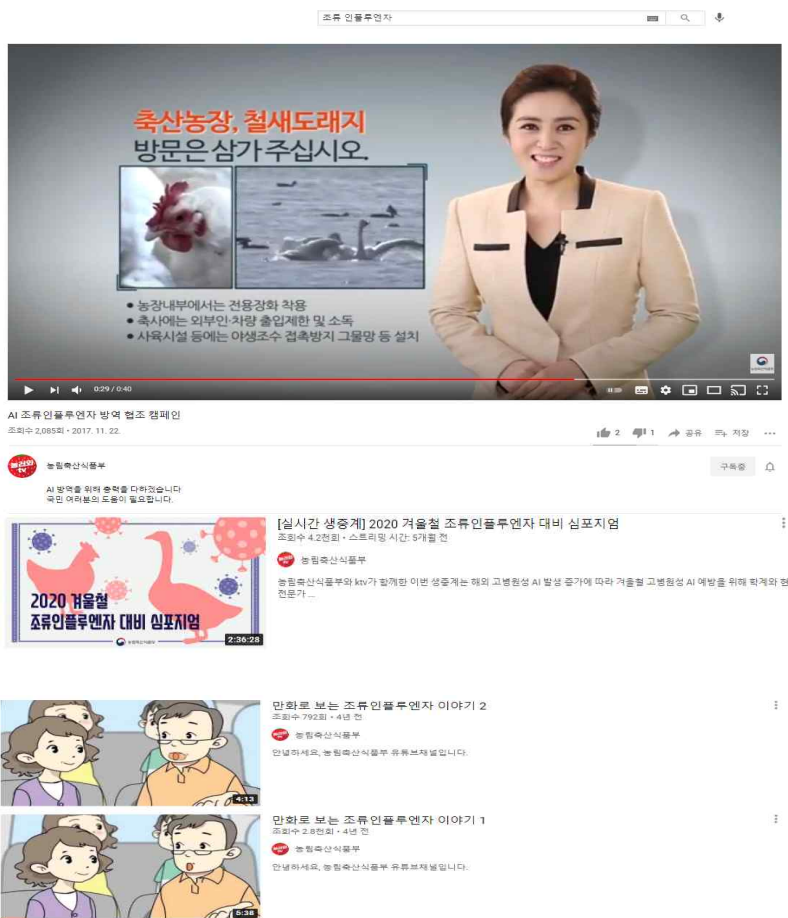 조류 인플루엔자
축산농장, 철새도래지
방문은 삼가 주십시오.
• 농장내부에서는 전용장화 착용
• 축사에는 외부인·차량 출입제한 및 소독
• 사육시설 등에는 야생조수 접촉방지 그물망 등 설치
0:29 / 0:40
AI 조류인플루엔자 방역 협조 캠페인
조회수 2,085회 • 2017. 11. 22.
2
1
공유
저장
농림축산식품부
구독중
AI 방역을 위해 총력을 다하겠습니다
국민 여러분의 도움이 필요합니다.
2020 겨울철
조류인플루엔자 대비 심포지엄
농림축산식품부
2:36:28
[실시간 생중계] 2020 겨울철 조류인플루엔자 대비 심포지엄
조회수 4.2천회 • 스트리밍 시간: 5개월 전
농림축산식품부
농림축산식품부와 ktv가 함께한 이번 생중계는 해외 고병원성 AI 발생 증가에 따라 겨울철 고병원성 AI 예방을 위해 학계와 현
전문가 ...
4:13
만화로 보는 조류인플루엔자 이야기 2
조회수 792회 • 4년 전
농림축산식품부
안녕하세요, 농림축산식품부 유튜브채널입니다.
5:38
만화로 보는 조류인플루엔자 이야기 1
조회수 2.8천회 • 4년 전
농림축산식품부
안녕하세요, 농림축산식품부 유튜브채널입니다.